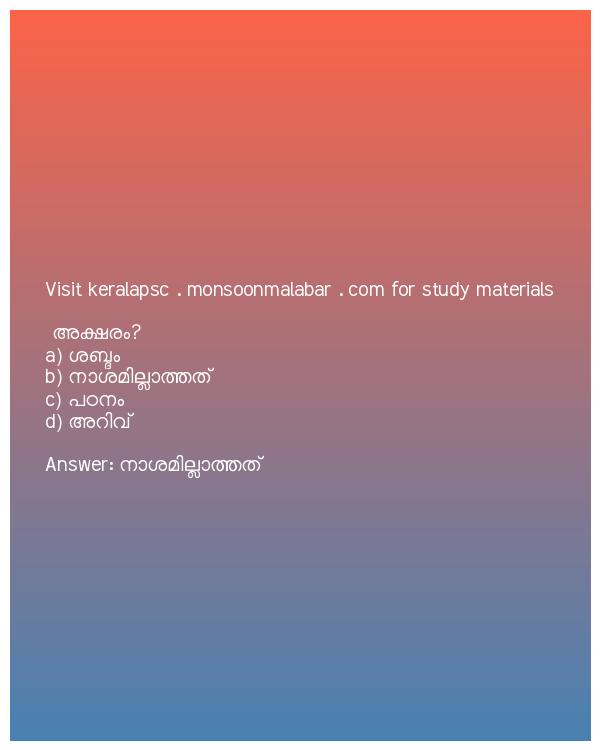 Visit keralapsc . monsoonmalabar . com for study materials
അക്ഷരം?
a) ശബ്ദം
b) നാശമില്ലാത്തത്
c) പഠനം
d) അറിവ്
Answer: നാശമില്ലാത്തത്